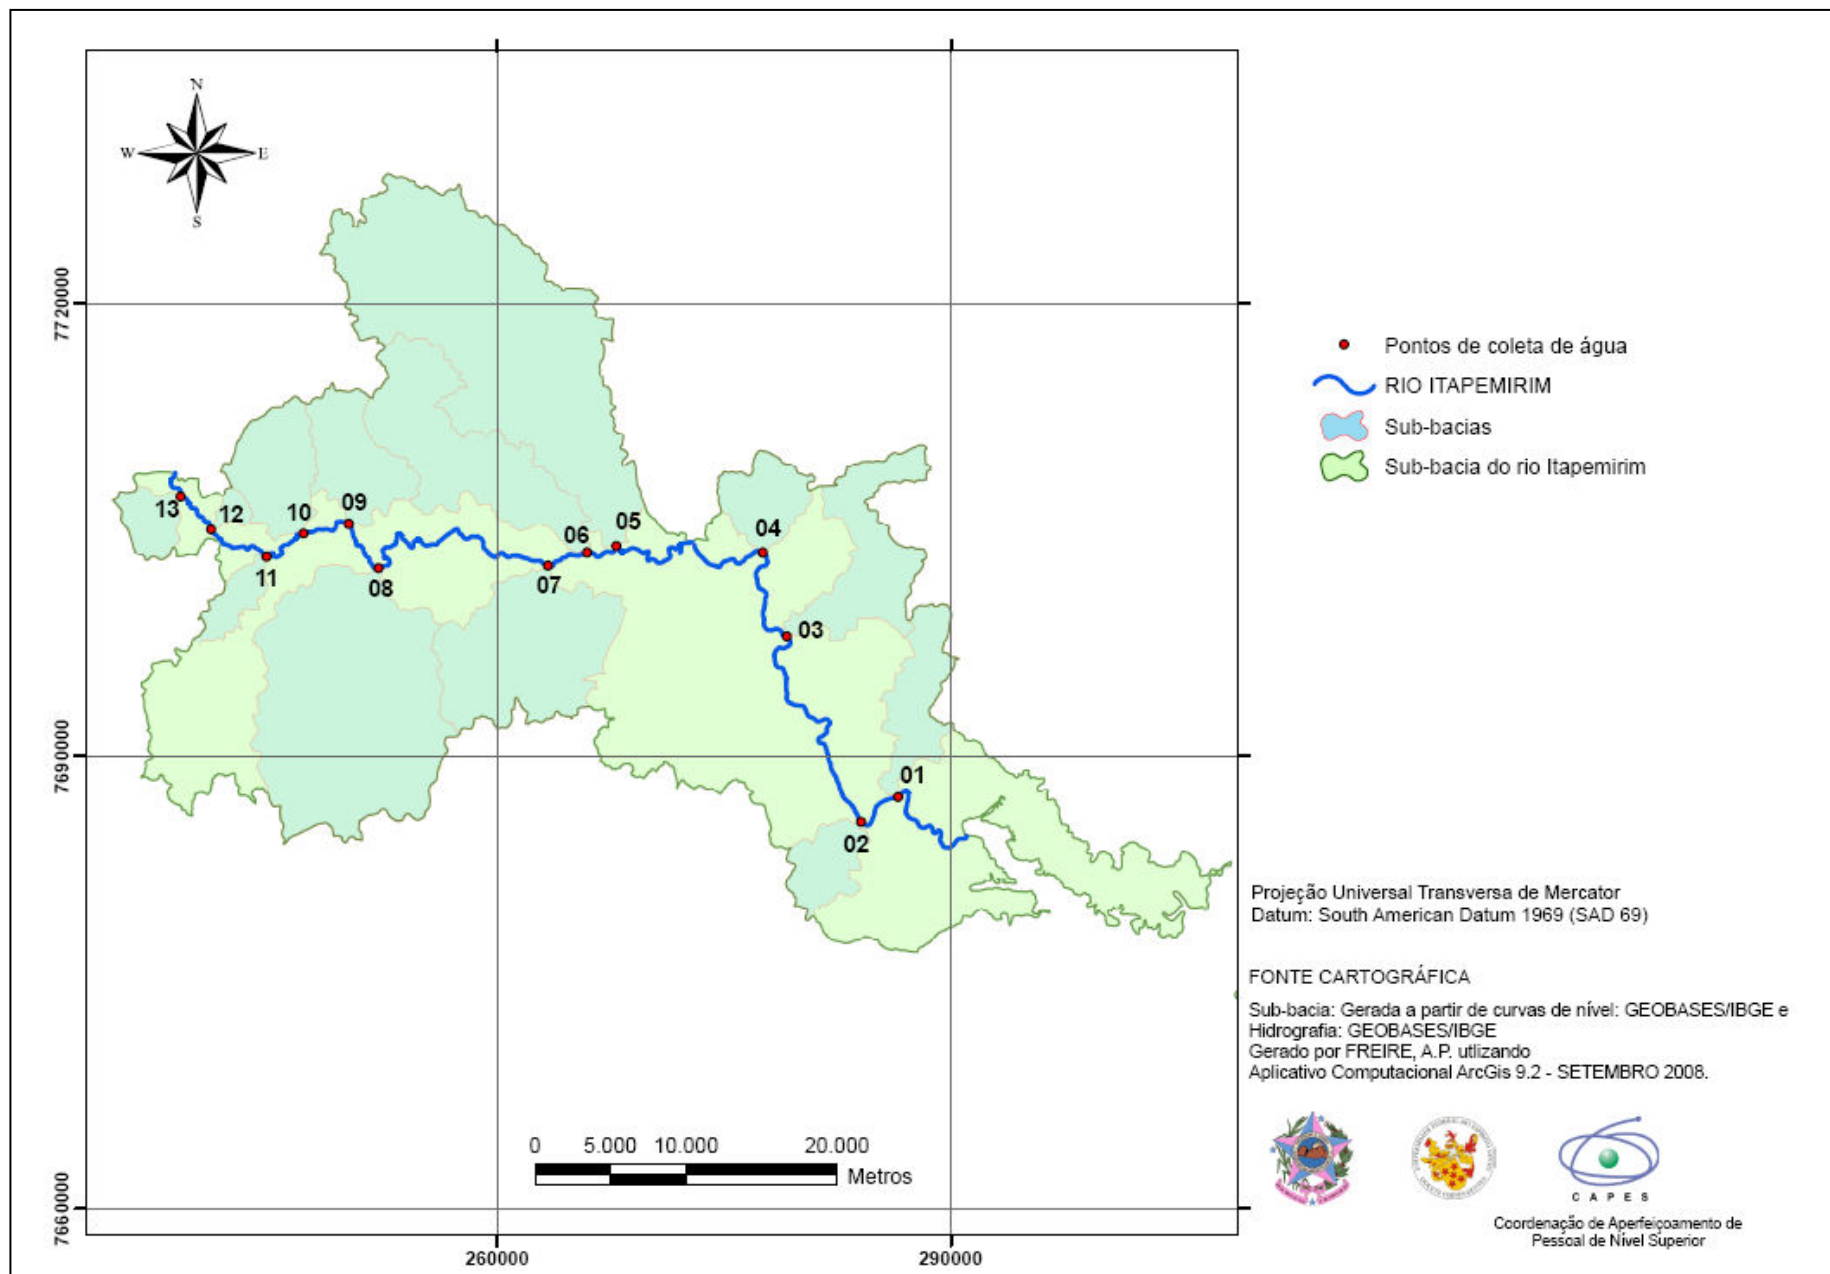 N
W
E
S
7720000
7690000
7660000
260000
290000
13
12
11
10
09
08
07
06
05
04
03
02
01
0 5.000 10.000 20.000
Metros
Pontos de coleta de água
RIO ITAPEMIRIM
Sub-bacias
Sub-bacia do rio Itapemirim
Projeção Universal Transversa de Mercator
Datum: South American Datum 1969 (SAD 69)
FONTE CARTOGRÁFICA
Sub-bacia: Gerada a partir de curvas de nível: GEOBASES/IBGE e
Hidrografia: GEOBASES/IBGE
Gerado por FREIRE, A.P. utlizando
Aplicativo Computacional ArcGis 9.2 - SETEMBRO 2008.
C A P E S
Coordenação de Aperfeiçoamento de
Pessoal de Nível Superior